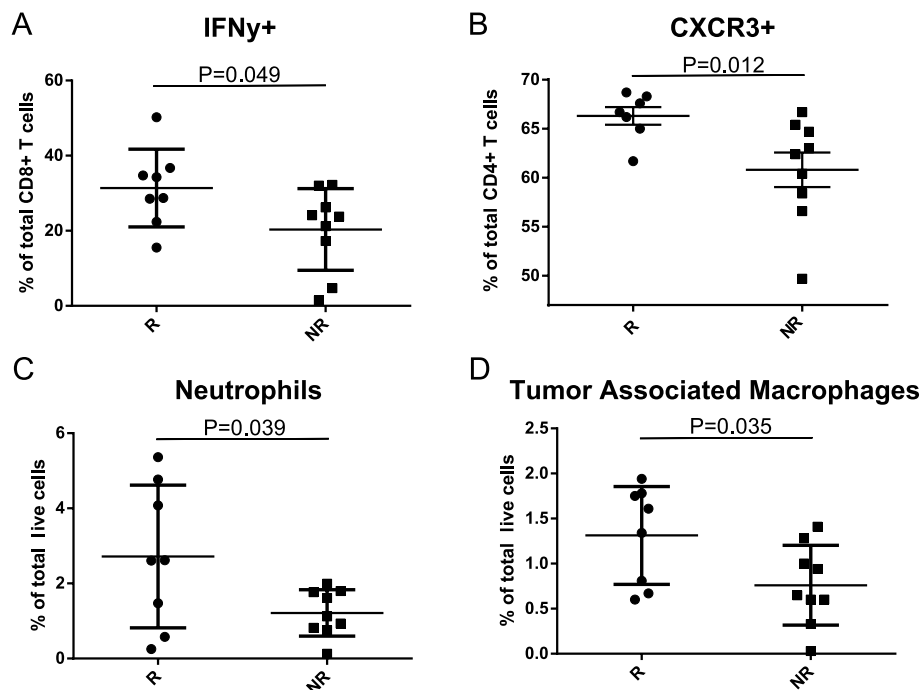 A
IFNy+
P=0.049
% of total CD8+ T cells
60
40
20
0
R
NR
B
CXCR3+
P=0.012
% of total CD4+ T cells
70
65
60
55
50
R
NR
C
Neutrophils
P=0.039
% of total live cells
6
4
2
0
R
NR
D
Tumor Associated Macrophages
P=0.035
% of total live cells
2.5
2.0
1.5
1.0
0.5
0.0
R
NR